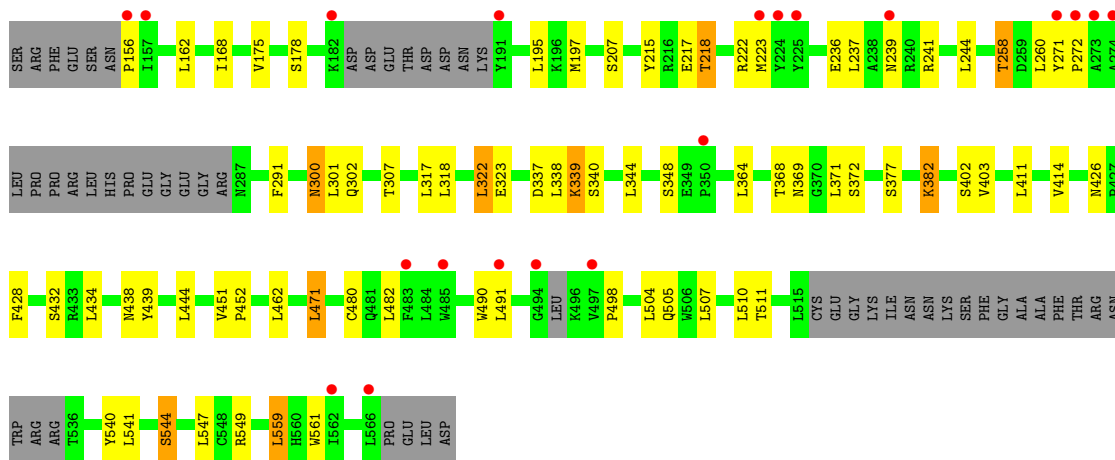 SER ARG PHE GLU SER ASN P156 I157 L162 I168 V175 S178 K182 ASP ASP GLU THR ASP ASP ASN LYS Y191 L195 K196 M197 S207 Y215 R216 E217 T218 R222 M223 Y224 Y225 E236 L237 A238 N239 R240 R241 L244 T258 D259 L260 Y271 P272 A273 A274
LEU PRO PRO ARG LEU HIS PRO GLU GLY GLU GLY ARG N287 F291 N300 L301 Q302 T307 L317 L318 L322 E323 D337 L338 K339 S340 L344 S348 E349 P350 L364 T368 N369 G370 L371 S372 S377 K382 S402 V403 L411 V414 N426 P427
F428 S432 R433 L434 N438 Y439 L444 V451 P452 L462 L471 C480 Q481 L482 F483 L484 W485 W490 L491 G494 LEU K496 V497 P498 L504 Q505 W506 L507 L510 T511 L515 CYS GLU GLY LYS ILE ASN ASN LYS SER PHE GLY ALA ALA PHE THR ARG ASN
TRP ARG ARG T536 Y540 L541 S544 L547 C548 R549 L559 H560 W561 I562 L566 PRO GLU LEU ASP